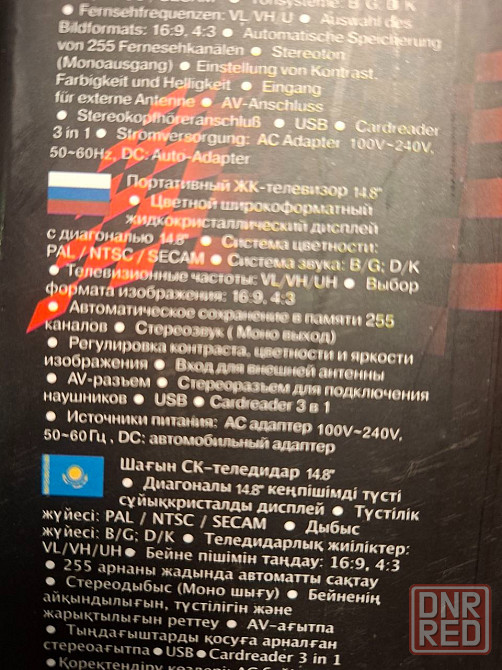 • Tonsysteme: B/G; D/K
• Fernsehfrequenzen: VL/VH/U • Auswahl des
Bildformats: 16:9, 4:3 • Automatische Speicherung
von 255 Fernesehkanälen • Stereoton
(Monoausgang) • Einstellung von Kontrast,
Farbigkeit und Helligkeit • Eingang
für externe Antenne • AV-Anschluss
• Stereokopfhöreranschluß • USB • Cardreader
3 in 1 • Stromversorgung: AC Adapter 100V~240V,
50~60Hz, DC: Auto-Adapter
Портативный ЖК-телевизор 14.8"
• Цветной широкоформатный
жидкокристаллический дисплей
с диагональю 14.8" • Система цветности:
PAL / NTSC / SECAM • Система звука: B/G; D/K
• Телевизионные частоты: VL/VH/UH • Выбор
формата изображения: 16:9, 4:3
• Автоматическое сохранение в памяти 255
каналов • Стереозвук ( Моно выход)
• Регулировка контраста, цветности и яркости
изображения • Вход для внешней антенны
• AV-разъем • Стереоразъем для подключения
наушников • USB • Cardreader 3 в 1
• Источники питания: AC адаптер 100V~240V,
50~60Гц , DC: автомобильный адаптер
Шағын СК-теледидар 14.8"
• Диагоналы 14.8" кеңпішімді түсті
сұйыққристалды дисплей • Түстілік
жүйесі: PAL / NTSC / SECAM • Дыбыс
жүйесі: B/G; D/K • Теледидарлық жиіліктер:
VL/VH/UH • Бейне пішімін таңдау: 16:9, 4:3
• 255 арнаны жадында автоматты сақтау
• Стереодыбыс (Моно шығу) • Бейненің
айқындылығын, түстілігін және
жарықтылығын реттеу • AV-ағытпа
• Тыңдағыштарды қосуға арналған
стереоағытпа • USB • Cardreader 3 in 1
DNR
RED